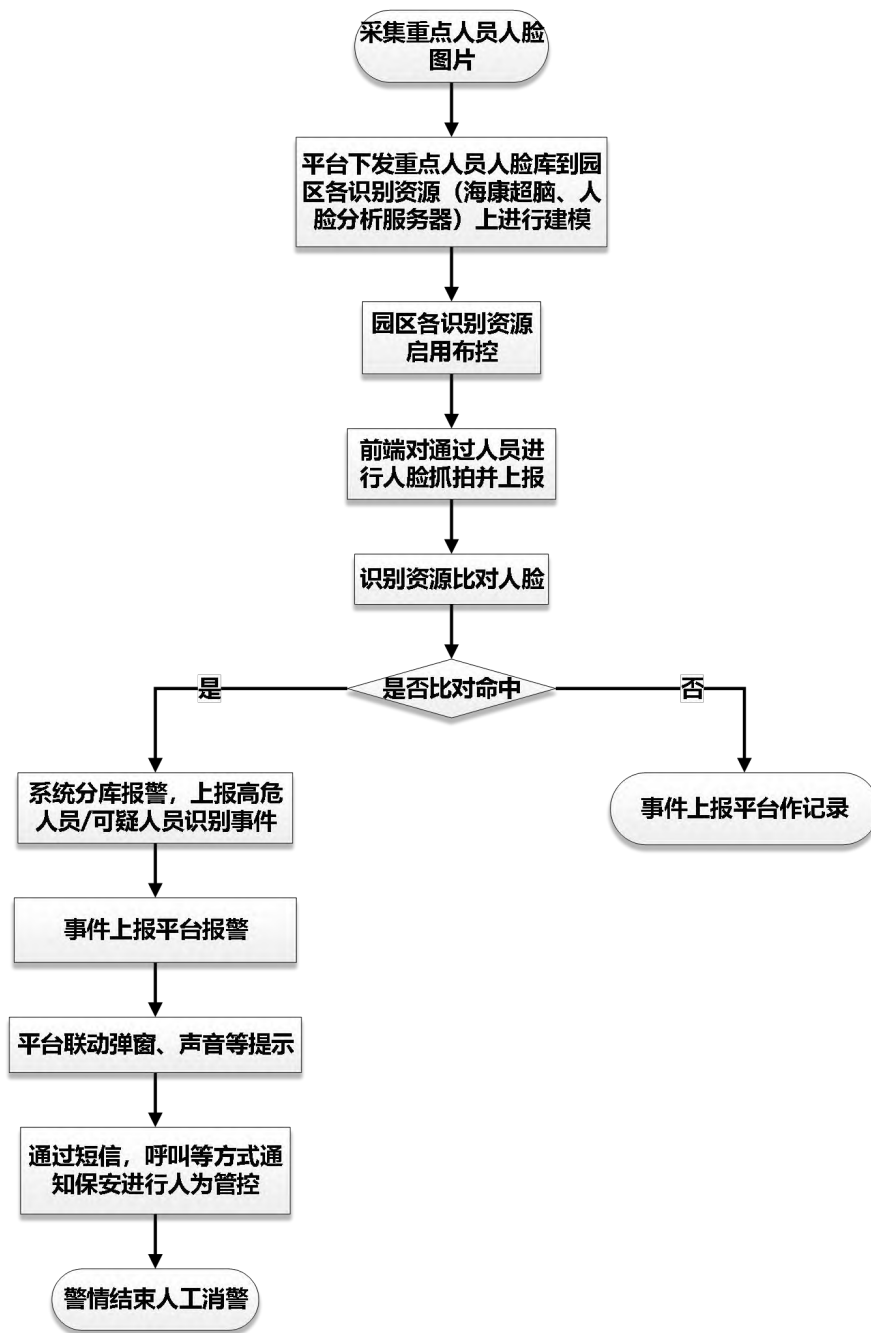 采集重点人员人脸
图片
平台下发重点人员人脸库到园
区各识别资源（海康超脑、人
脸分析服务器）上进行建模
园区各识别资源
启用布控
前端对通过人员进
行人脸抓拍并上报
识别资源比对人脸
是否比对命中
是
否
系统分库报警，上报高危
人员/可疑人员识别事件
事件上报平台作记录
事件上报平台报警
平台联动弹窗、声音等提示
通过短信，呼叫等方式通
知保安进行人为管控
警情结束人工消警